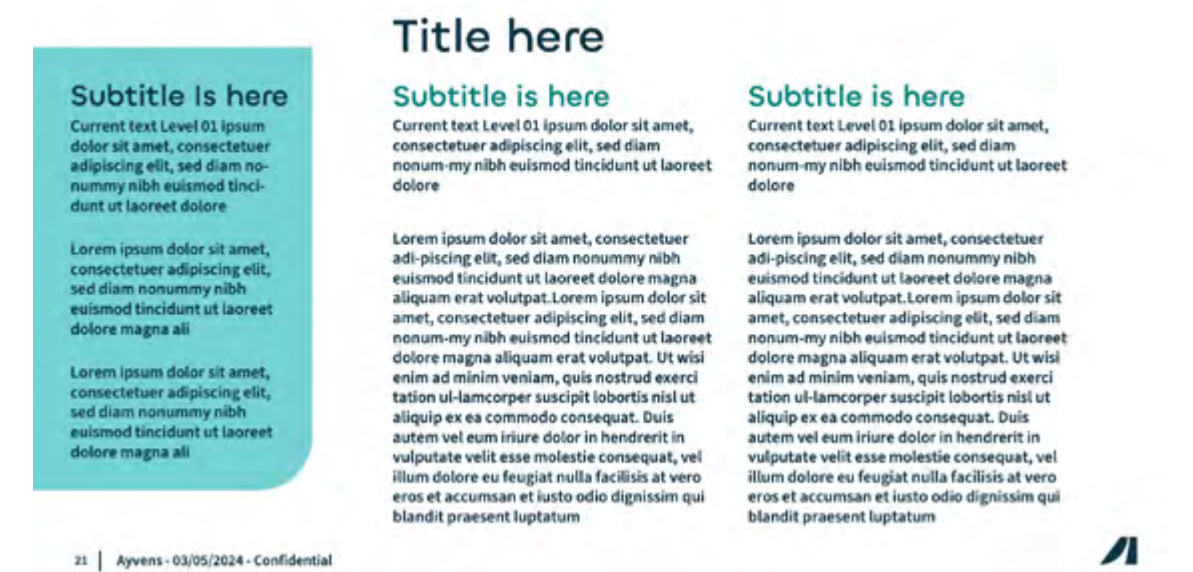 Title here
Subtitle Is here
Current text Level 01 ipsum
dolor sit amet, consectetuer
adipiscing elit, sed diam no-
nummy nibh euismod tinci-
dunt ut laoreet dolore
Lorem ipsum dolor sit amet,
consectetuer adipiscing elit,
sed diam nonummy nibh
euismod tincidunt ut laoreet
dolore magna ali
Lorem ipsum dolor sit amet,
consectetuer adipiscing elit,
sed diam nonummy nibh
euismod tincidunt ut laoreet
dolore magna ali
Subtitle is here
Current text Level 01 ipsum dolor sit amet,
consectetuer adipiscing elit, sed diam
nonum-my nibh euismod tincidunt ut laoreet
dolore
Lorem ipsum dolor sit amet, consectetuer
adi-piscing elit, sed diam nonummy nibh
euismod tincidunt ut laoreet dolore magna
aliquam erat volutpat.Lorem ipsum dolor sit
amet, consectetuer adipiscing elit, sed diam
nonum-my nibh euismod tincidunt ut laoreet
dolore magna aliquam erat volutpat. Ut wisi
enim ad minim veniam, quis nostrud exerci
tation ul-lamcorper suscipit lobortis nisl ut
aliquip ex ea commodo consequat. Duis
autem vel eum iriure dolor in hendrerit in
vulputate velit esse molestie consequat, vel
illum dolore eu feugiat nulla facilisis at vero
eros et accumsan et iusto odio dignissim qui
blandit praesent luptatum
Subtitle is here
Current text Level 01 ipsum dolor sit amet,
consectetuer adipiscing elit, sed diam
nonum-my nibh euismod tincidunt ut laoreet
dolore
Lorem ipsum dolor sit amet, consectetuer
adi-piscing elit, sed diam nonummy nibh
euismod tincidunt ut laoreet dolore magna
aliquam erat volutpat.Lorem ipsum dolor sit
amet, consectetuer adipiscing elit, sed diam
nonum-my nibh euismod tincidunt ut laoreet
dolore magna aliquam erat volutpat. Ut wisi
enim ad minim veniam, quis nostrud exerci
tation ul-lamcorper suscipit lobortis nisl ut
aliquip ex ea commodo consequat. Duis
autem vel eum iriure dolor in hendrerit in
vulputate velit esse molestie consequat, vel
illum dolore eu feugiat nulla facilisis at vero
eros et accumsan et iusto odio dignissim qui
blandit praesent luptatum
21 | Ayvens - 03/05/2024 - Confidential